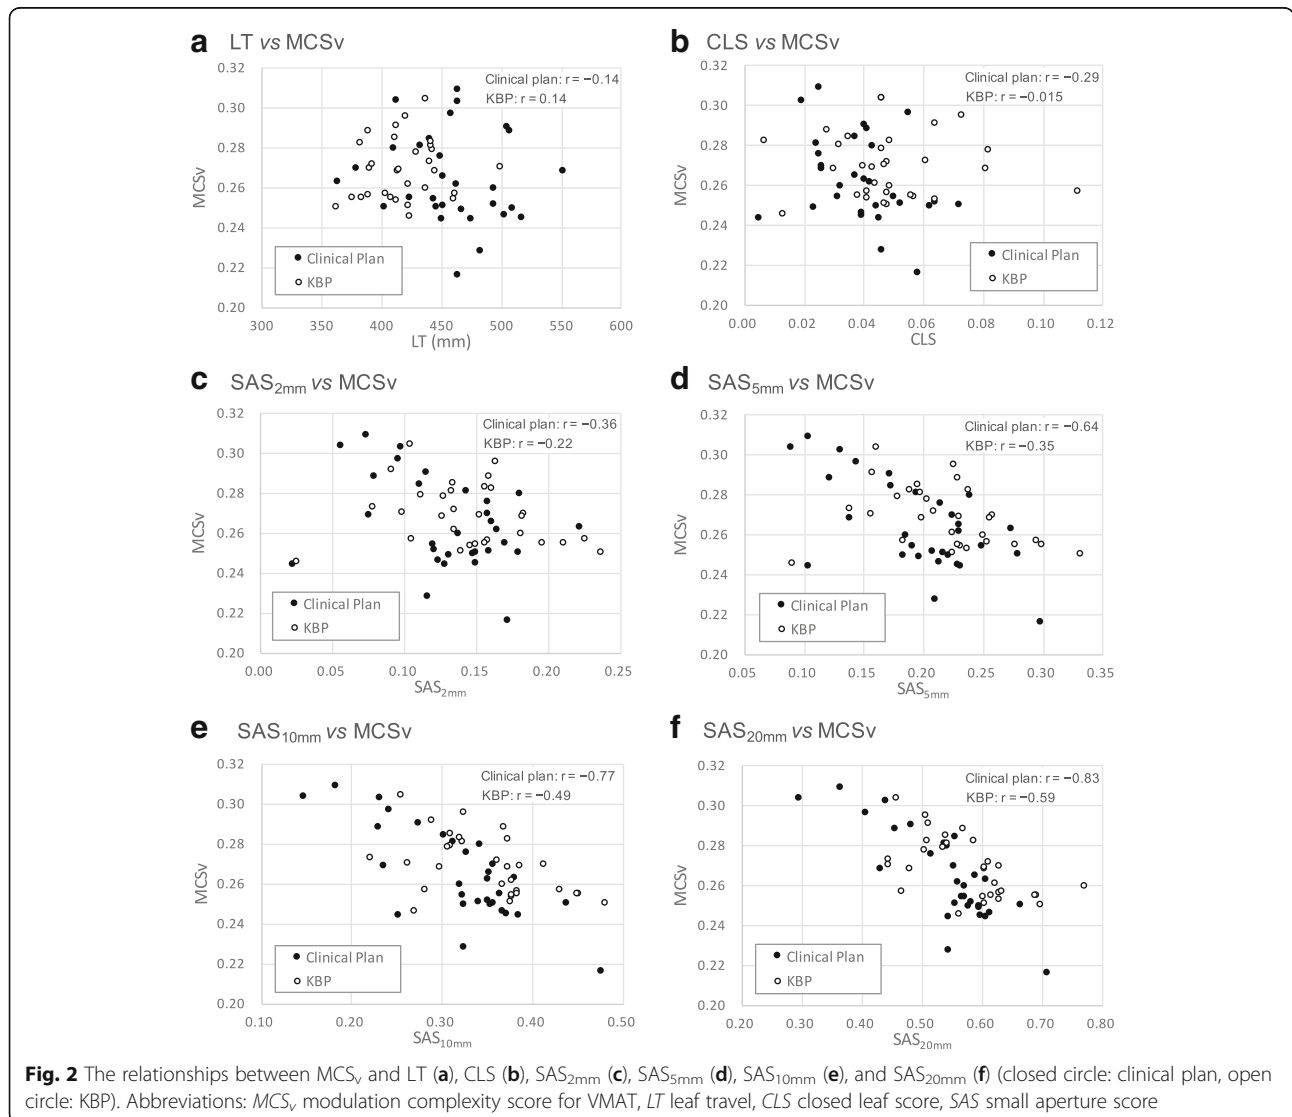 a LT vs MCSv
Clinical plan: r = −0.14
KBP: r = 0.14
0.32
0.30
0.28
0.26
0.24
0.22
0.20
MCSv
Clinical Plan
KBP
300 350 400 450 500 550 600
LT (mm)
b CLS vs MCSv
Clinical plan: r = −0.29
KBP: r = −0.015
0.32
0.30
0.28
0.26
0.24
0.22
0.20
MCSv
Clinical Plan
KBP
0.00 0.02 0.04 0.06 0.08 0.10 0.12
CLS
c SAS2mm vs MCSv
Clinical plan: r = −0.36
KBP: r = −0.22
0.32
0.30
0.28
0.26
0.24
0.22
0.20
MCSv
Clinical Plan
KBP
0.00 0.05 0.10 0.15 0.20 0.25
SAS2mm
d SAS5mm vs MCSv
Clinical plan: r = −0.64
KBP: r = −0.35
0.32
0.30
0.28
0.26
0.24
0.22
0.20
MCSv
Clinical Plan
KBP
0.05 0.10 0.15 0.20 0.25 0.30 0.35
SAS5mm
e SAS10mm vs MCSv
Clinical plan: r = −0.77
KBP: r = −0.49
0.32
0.30
0.28
0.26
0.24
0.22
0.20
MCSv
Clinical Plan
KBP
0.10 0.20 0.30 0.40 0.50
SAS10mm
f SAS20mm vs MCSv
Clinical plan: r = −0.83
KBP: r = −0.59
0.32
0.30
0.28
0.26
0.24
0.22
0.20
MCSv
Clinical Plan
KBP
0.20 0.30 0.40 0.50 0.60 0.70 0.80
SAS20mm
Fig. 2 The relationships between MCSv and LT (a), CLS (b), SAS2mm (c), SAS5mm (d), SAS10mm (e), and SAS20mm (f) (closed circle: clinical plan, open
circle: KBP). Abbreviations: MCSv modulation complexity score for VMAT, LT leaf travel, CLS closed leaf score, SAS small aperture score